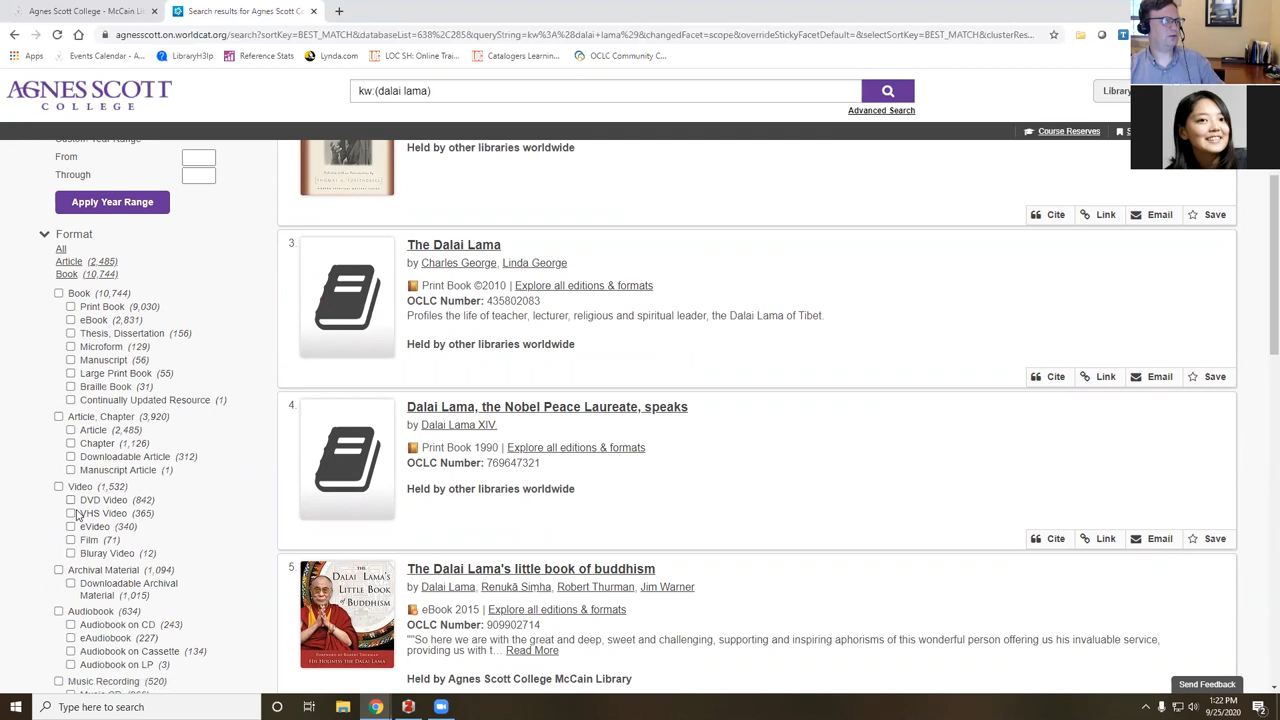 Agnes Scott College - McCain Lib
Search results for Agnes Scott C
agnesscott.on.worldcat.org/search?sortKey=BEST_MATCH&databaseList=
Apps
Events Calendar - A...
LibraryH3lp
Reference Stats
Lynda.com
LOC SH: Online Trai...
Catalogers Learning...
OCLC Community C...
AGNES SCOTT
COLLEGE
kw:(dalai lama)
Library
Advanced Search
Course Reserves
From
Through
Apply Year Range
Format
All
Article (2,485)
Book (10,744)
Book (10,744)
Print Book (9,030)
eBook (2,831)
Thesis, Dissertation (156)
Microform (129)
Manuscript (56)
Large Print Book (55)
Braille Book (31)
Continually Updated Resource (1)
Article, Chapter (3,920)
Article (2,485)
Chapter (1,126)
Downloadable Article (312)
Manuscript Article (1)
Video (1,532)
DVD Video (842)
VHS Video (365)
eVideo (340)
Film (71)
Bluray Video (12)
Archival Material (1,094)
Downloadable Archival
Material (1,015)
Audiobook (634)
Audiobook on CD (243)
eAudiobook (227)
Audiobook on Cassette (134)
Audiobook on LP (3)
Music Recording (520)
Held by other libraries worldwide
Cite Link Email Save
3.
The Dalai Lama
by Charles George, Linda George
Print Book ©2010 | Explore all editions & formats
OCLC Number: 435802083
Profiles the life of teacher, lecturer, religious and spiritual leader, the Dalai Lama of Tibet.
Held by other libraries worldwide
Cite Link Email Save
4.
Dalai Lama, the Nobel Peace Laureate, speaks
by Dalai Lama XIV.
Print Book 1990 | Explore all editions & formats
OCLC Number: 769647321
Held by other libraries worldwide
Cite Link Email Save
5.
THE
DALAI LAMA'S
LITTLE BOOK
OF
BUDDHISM
HIS HOLINESS THE DALAI LAMA
The Dalai Lama's little book of buddhism
by Dalai Lama, Renukā Siṃha, Robert Thurman, Jim Warner
eBook 2015 | Explore all editions & formats
OCLC Number: 909902714
""So here we are with the great and deep, sweet and challenging, supporting and inspiring aphorisms of this wonderful person offering us his invaluable service,
providing us with t... Read More
Held by Agnes Scott College McCain Library
Send Feedback
Type here to search
1:22 PM
9/25/2020
2